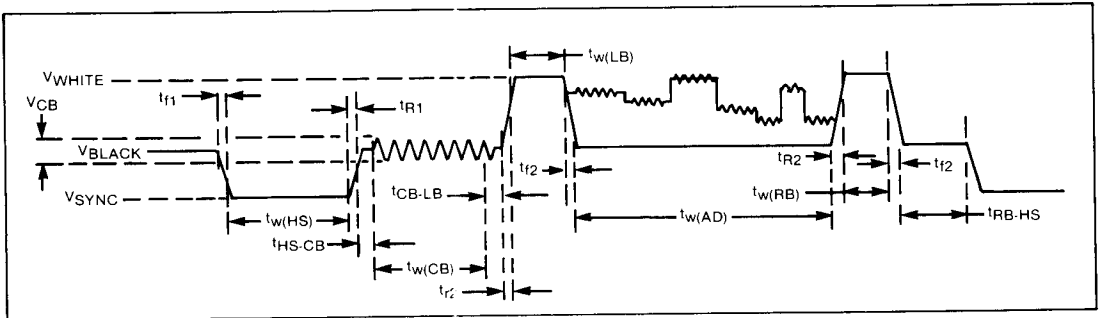 tw(LB)
VWHITE
VCB
tf1
tR1
VBLACK
tf2
tR2
tf2
tCB-LB
VSYNC
tw(RB)
tw(HS)
tw(AD)
tRB-HS
tHS-CB
tw(CB)
tr2